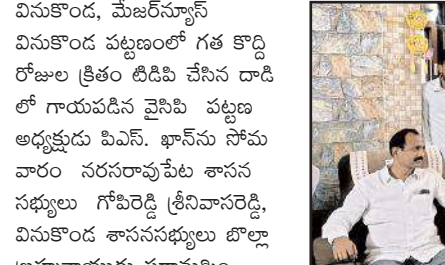 వినుకొండ, మేజర్‌న్యూస్
వినుకొండ పట్టణంలో గత కొద్ది
రోజుల క్రితం టిడిపి చేసిన దాడి
లో గాయపడిన వైసిపి పట్టణ
అధ్యక్షుడు పిఎస్. ఖాన్‌ను సోమ
వారం నరసరావుపేట శాసన
సభ్యులు గోపిరెడ్డి శ్రీనివాసరెడ్డి,
వినుకొండ శాసనసభ్యులు బొల్లా